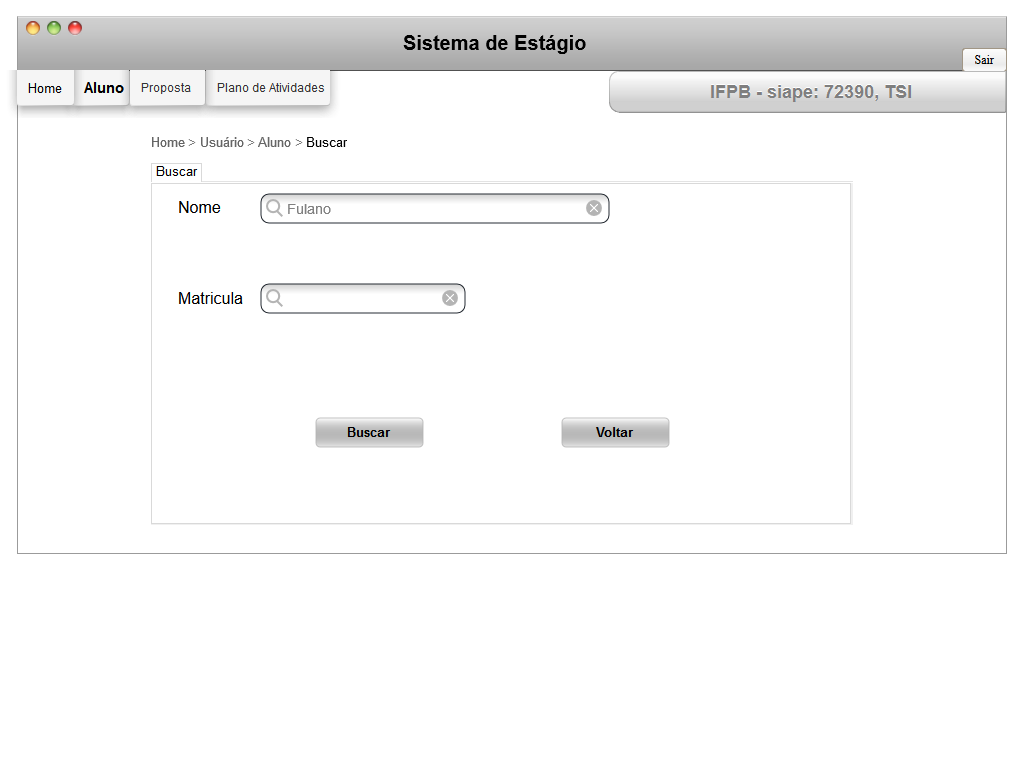 Sistema de Estágio
Sair
Home Aluno Proposta Plano de Atividades
IFPB - siape: 72390, TSI
Home > Usuário > Aluno > Buscar
Buscar
Nome Fulano
Matricula
Buscar Voltar